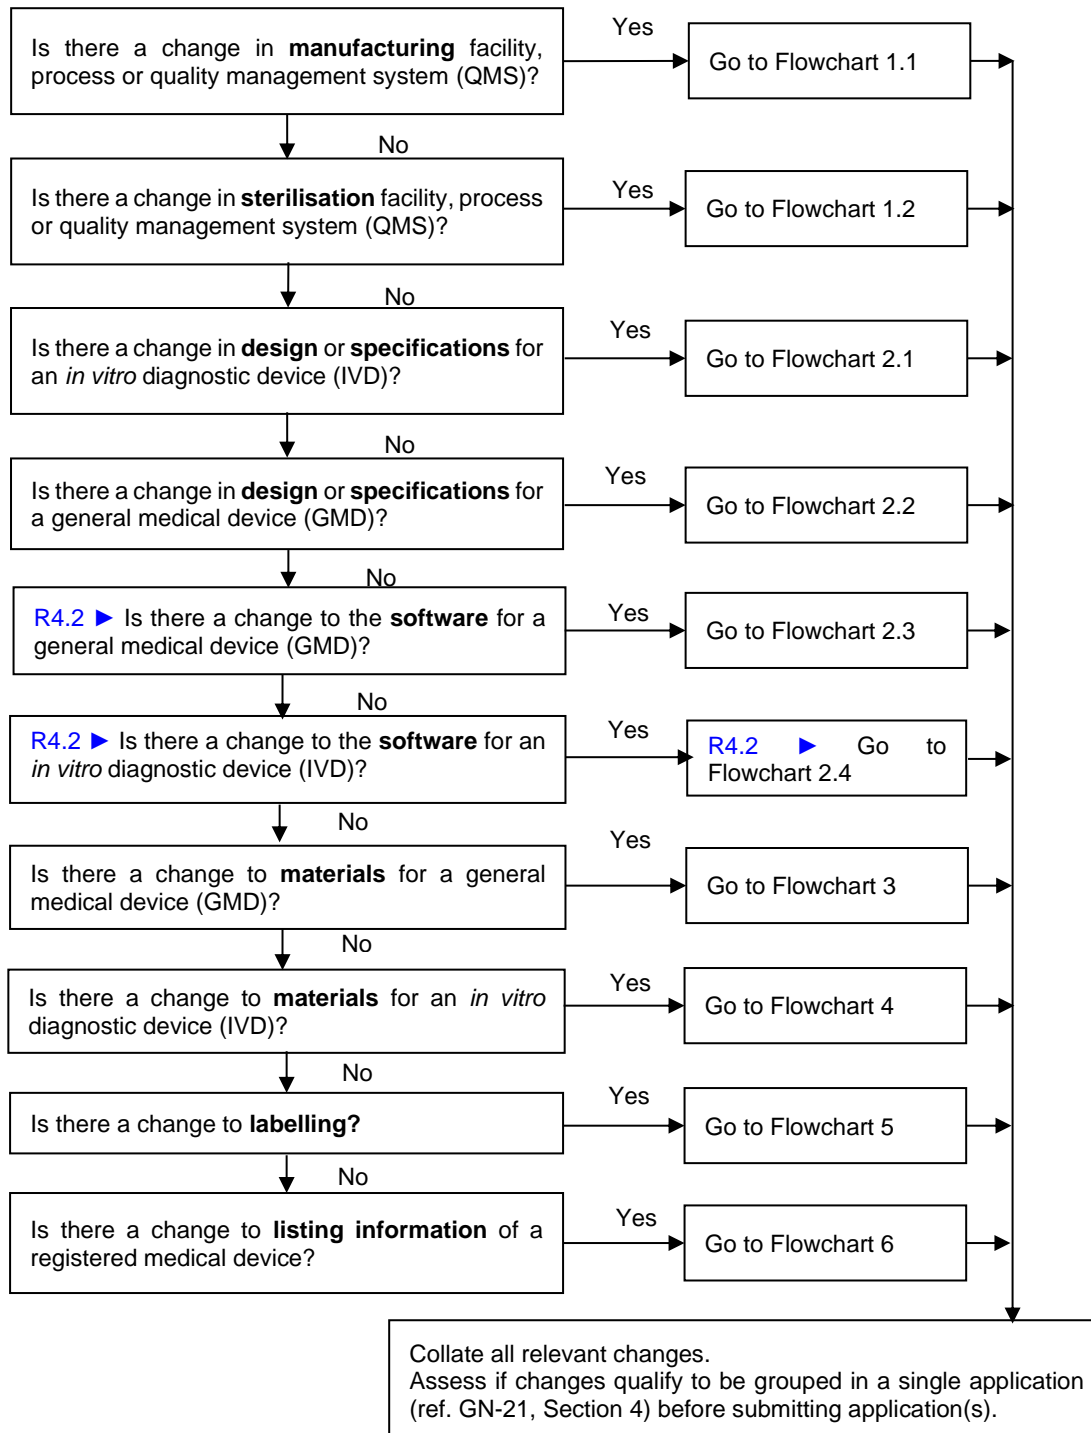 Is there a change in manufacturing facility,
process or quality management system (QMS)?
Yes
Go to Flowchart 1.1
No
Is there a change in sterilisation facility, process
or quality management system (QMS)?
Yes
Go to Flowchart 1.2
No
Is there a change in design or specifications for
an in vitro diagnostic device (IVD)?
Yes
Go to Flowchart 2.1
No
Is there a change in design or specifications for
a general medical device (GMD)?
Yes
Go to Flowchart 2.2
No
R4.2 ► Is there a change to the software for a
general medical device (GMD)?
Yes
Go to Flowchart 2.3
No
R4.2 ► Is there a change to the software for an
in vitro diagnostic device (IVD)?
Yes
R4.2 ► Go to
Flowchart 2.4
No
Is there a change to materials for a general
medical device (GMD)?
Yes
Go to Flowchart 3
No
Is there a change to materials for an in vitro
diagnostic device (IVD)?
Yes
Go to Flowchart 4
No
Is there a change to labelling?
Yes
Go to Flowchart 5
No
Is there a change to listing information of a
registered medical device?
Yes
Go to Flowchart 6
Collate all relevant changes.
Assess if changes qualify to be grouped in a single application
(ref. GN-21, Section 4) before submitting application(s).